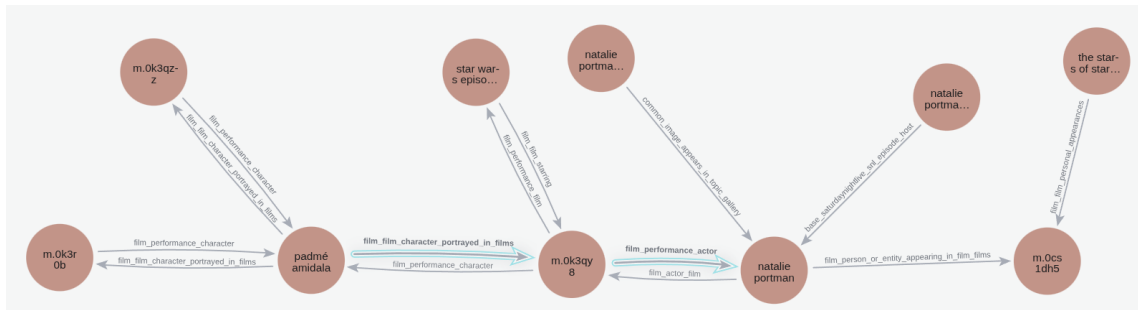 m.0k3qz-
z
star war-
s episo...
natalie
portma...
natalie
portma...
the star-
s of star...
film_performance_character
film_film_character_portrayed_in_films
film_film_starring
film_performance_film
common_image_appears_in_topic_gallery
base_saturdaynightlive_snl_episode_host
film_film_personal_appearances
m.0k3r
0b
film_performance_character
film_film_character_portrayed_in_films
padmé
amidala
film_film_character_portrayed_in_films
film_performance_character
m.0k3qy
8
film_performance_actor
film_actor_film
natalie
portman
film_person_or_entity_appearing_in_film_films
m.0cs
1dh5